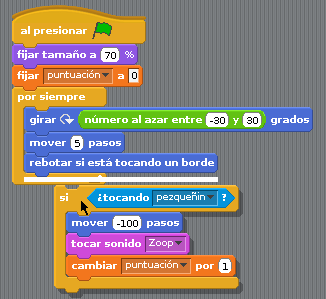 al presionar
fijar tamaño a 70 %
fijar puntuación a 0
por siempre
girar número al azar entre -30 y 30 grados
mover 5 pasos
rebotar si está tocando un borde
si ¿tocando pezqueñin ?
mover -100 pasos
tocar sonido Zoop
cambiar puntuación por 1